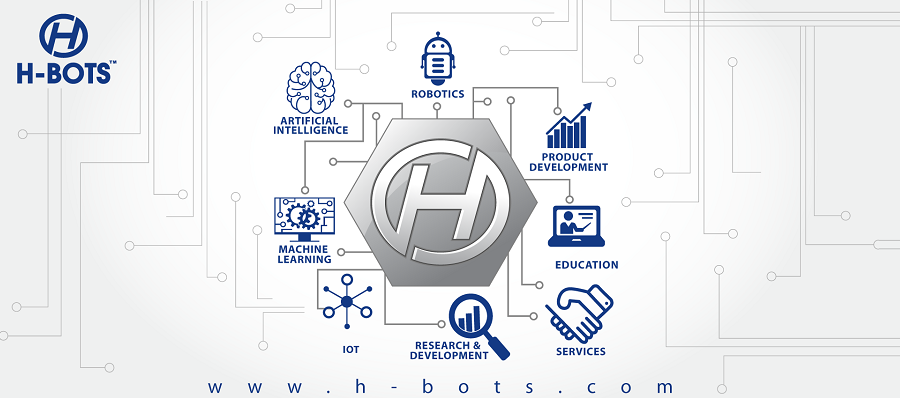 H
H-BOTS™
ROBOTICS
ARTIFICIAL
INTELLIGENCE
PRODUCT
DEVELOPMENT
H
MACHINE
LEARNING
EDUCATION
IOT
RESEARCH &
DEVELOPMENT
SERVICES
www.h-bots.com